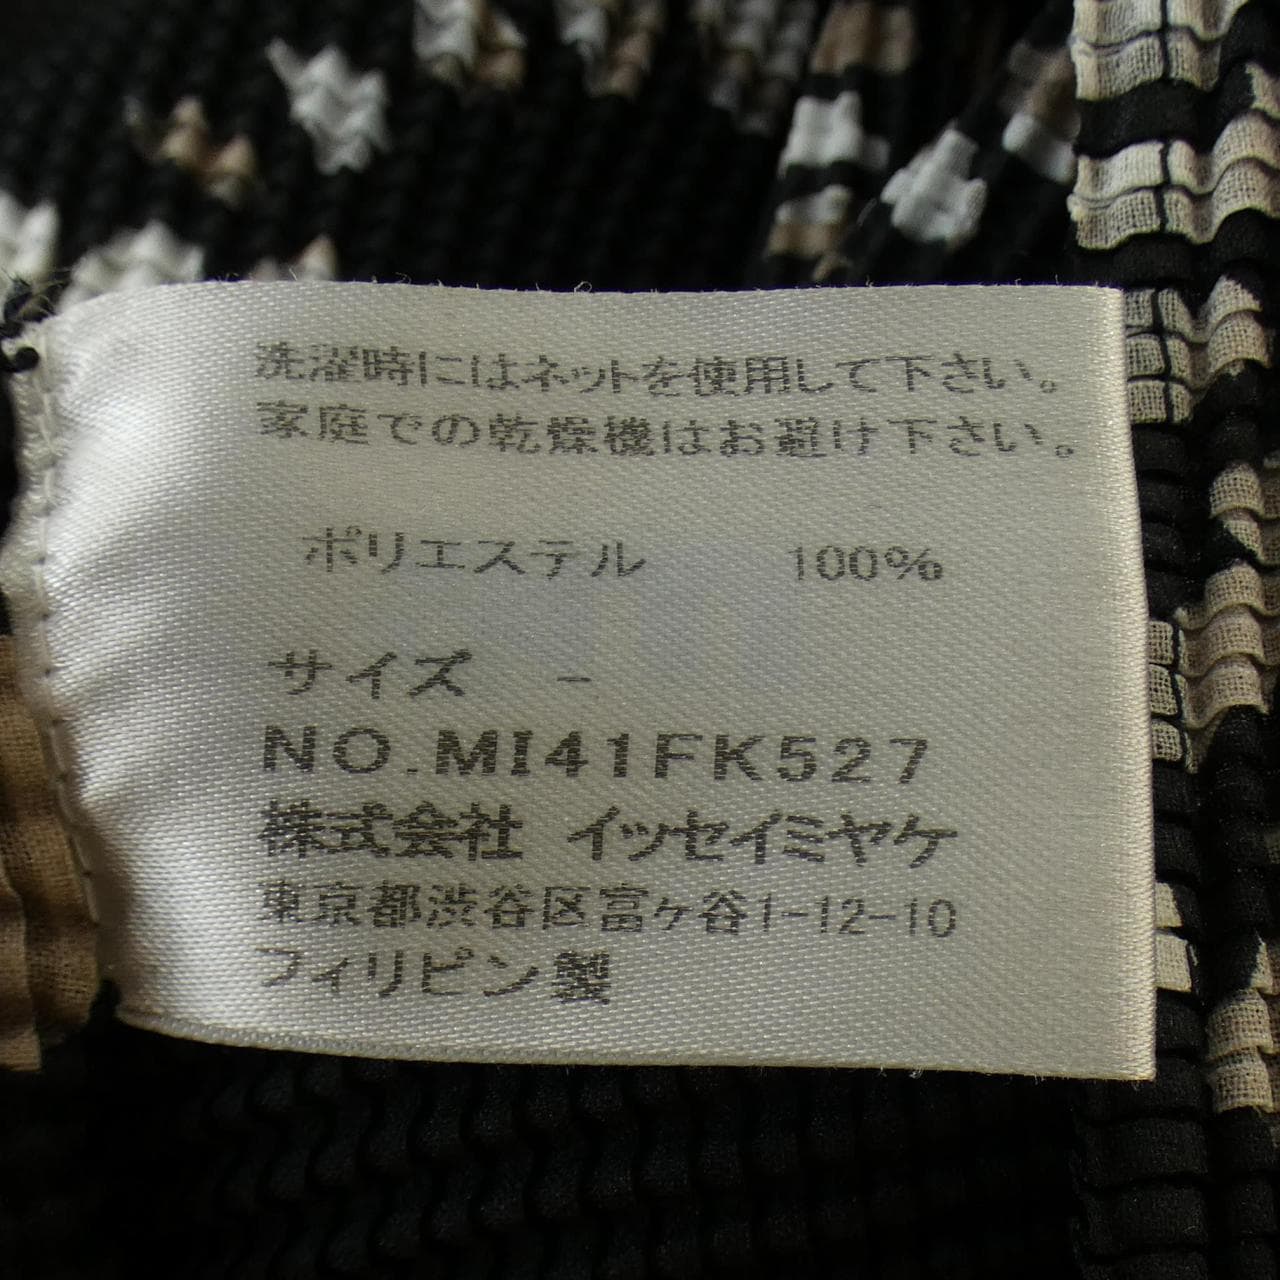 洗濯時にはネットを使用して下さい。
家庭での乾燥機はお避け下さい。
ポリエステル 100%
サイズ -
NO.MI41FK527
株式会社 イッセイミヤケ
東京都渋谷区富ヶ谷1-12-10
フィリピン製